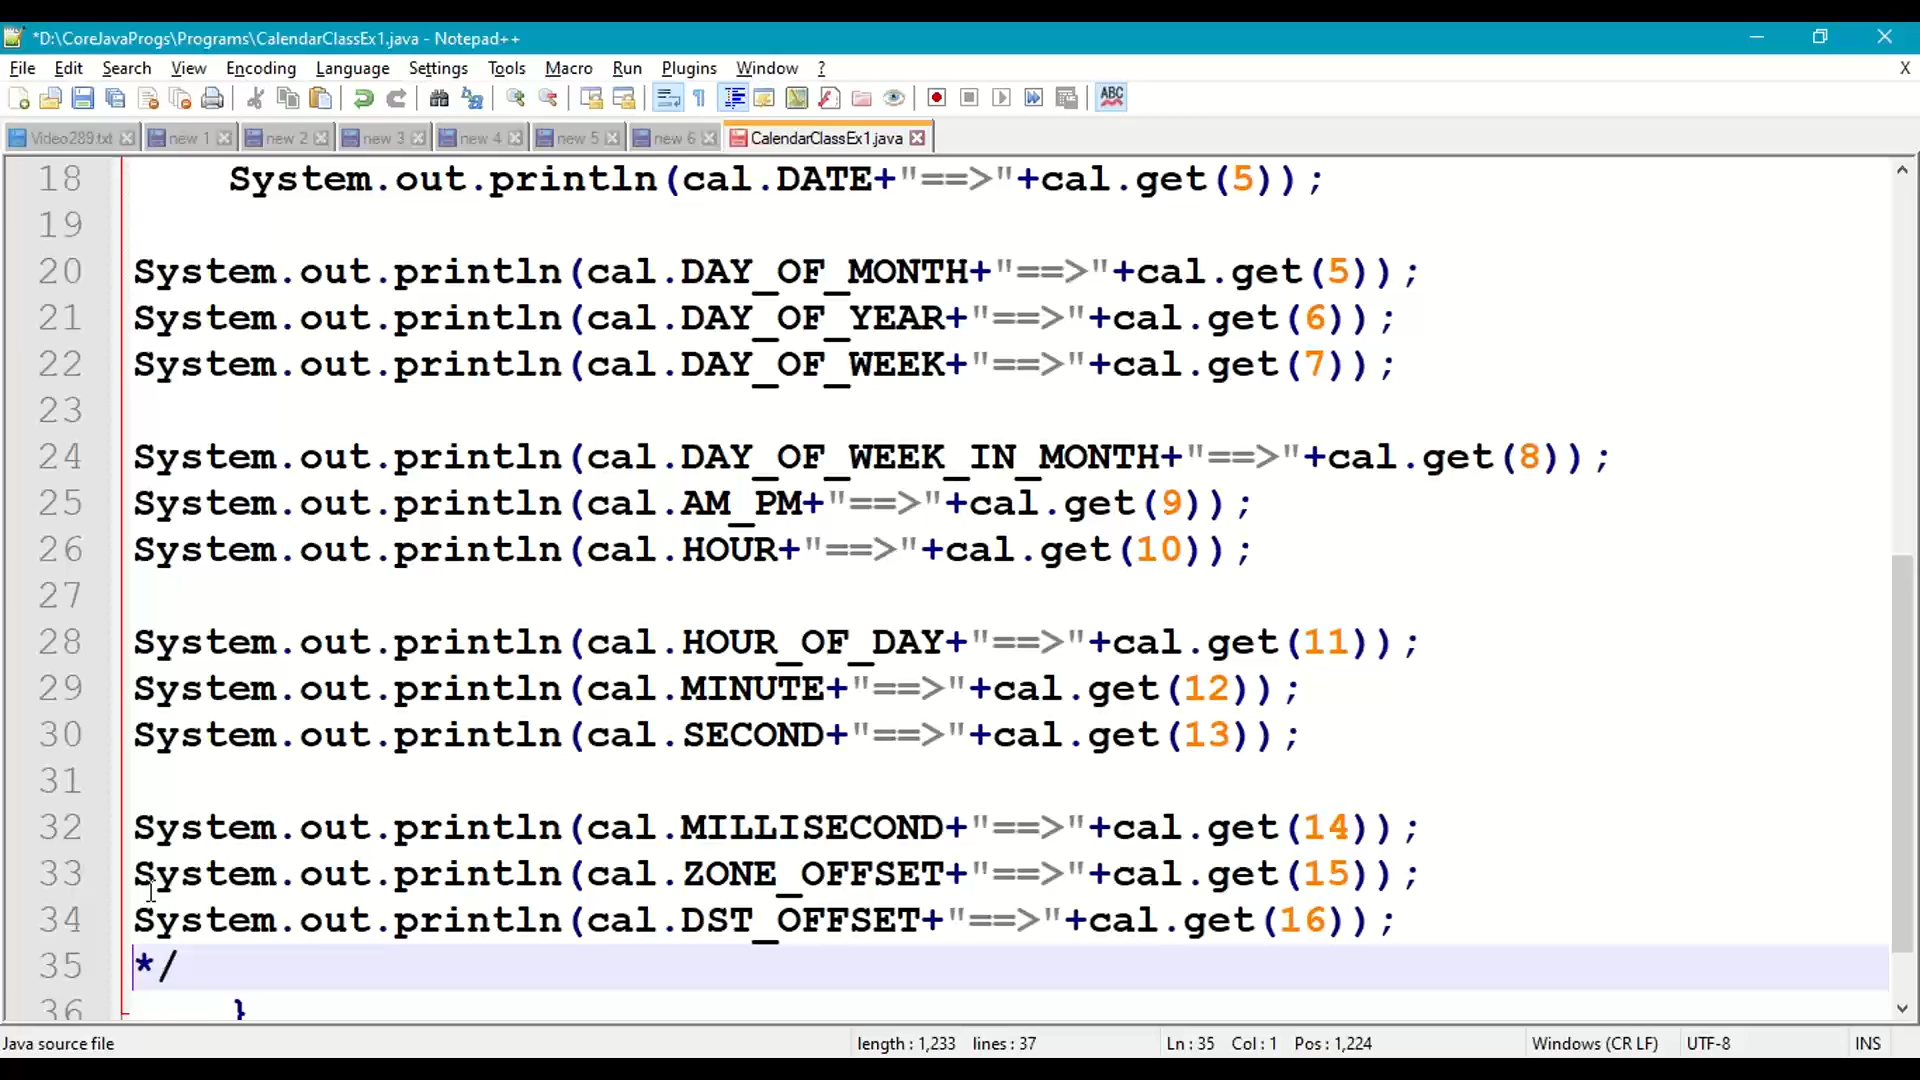 *D:\CoreJavaProgs\Programs\CalendarClassEx1.java - Notepad++
File Edit Search View Encoding Language Settings Tools Macro Run Plugins Window ? X
ABC
Video289.txt new 1 new 2 new 3 new 4 new 5 new 6 CalendarClassEx1.java
18 System.out.println(cal.DATE+"==>"+cal.get(5));
19
20 System.out.println(cal.DAY_OF_MONTH+"==>"+cal.get(5));
21 System.out.println(cal.DAY_OF_YEAR+"==>"+cal.get(6));
22 System.out.println(cal.DAY_OF_WEEK+"==>"+cal.get(7));
23
24 System.out.println(cal.DAY_OF_WEEK_IN_MONTH+"==>"+cal.get(8));
25 System.out.println(cal.AM_PM+"==>"+cal.get(9));
26 System.out.println(cal.HOUR+"==>"+cal.get(10));
27
28 System.out.println(cal.HOUR_OF_DAY+"==>"+cal.get(11));
29 System.out.println(cal.MINUTE+"==>"+cal.get(12));
30 System.out.println(cal.SECOND+"==>"+cal.get(13));
31
32 System.out.println(cal.MILLISECOND+"==>"+cal.get(14));
33 System.out.println(cal.ZONE_OFFSET+"==>"+cal.get(15));
34 System.out.println(cal.DST_OFFSET+"==>"+cal.get(16));
35 */
36 }
Java source file length : 1,233 lines : 37 Ln : 35 Col : 1 Pos : 1,224 Windows (CR LF) UTF-8 INS